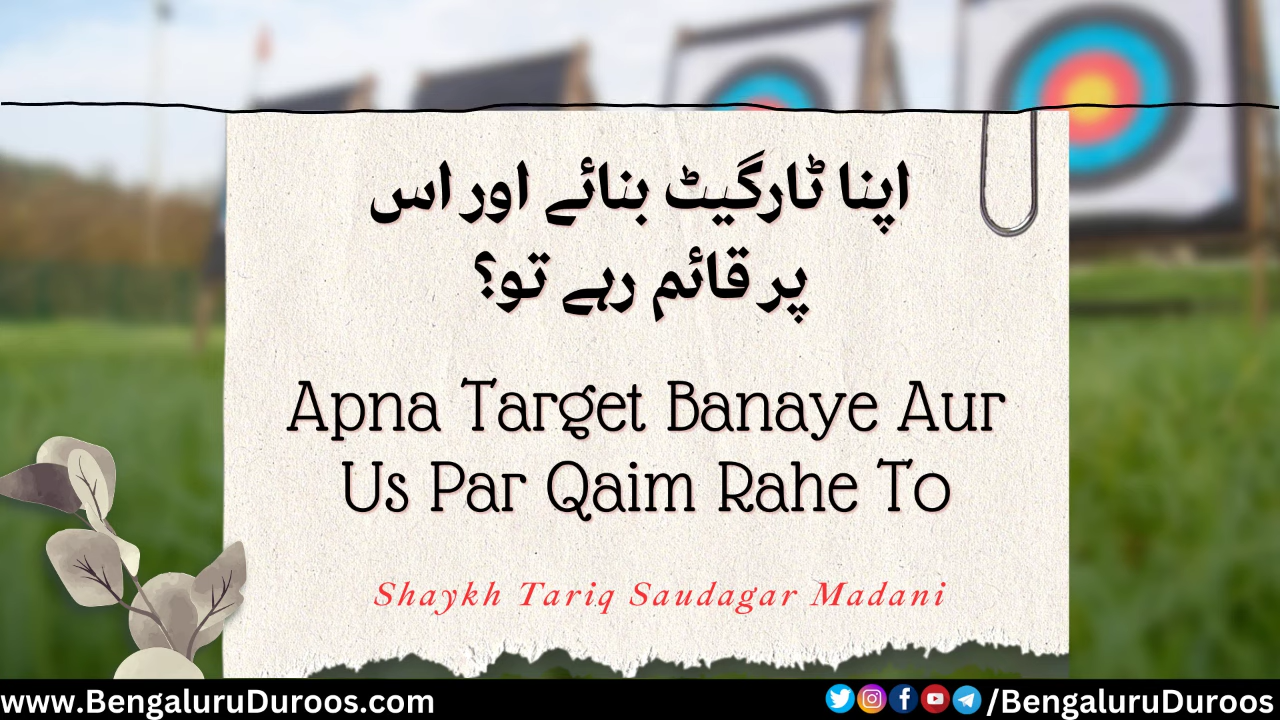 اپنا ٹارگیٹ بنائے اور اس
پر قائم رہے تو؟
Apna Target Banaye Aur
Us Par Qaim Rahe To
Shaykh Tariq Saudagar Madani
www.BengaluruDuroos.com
/BengaluruDuroos